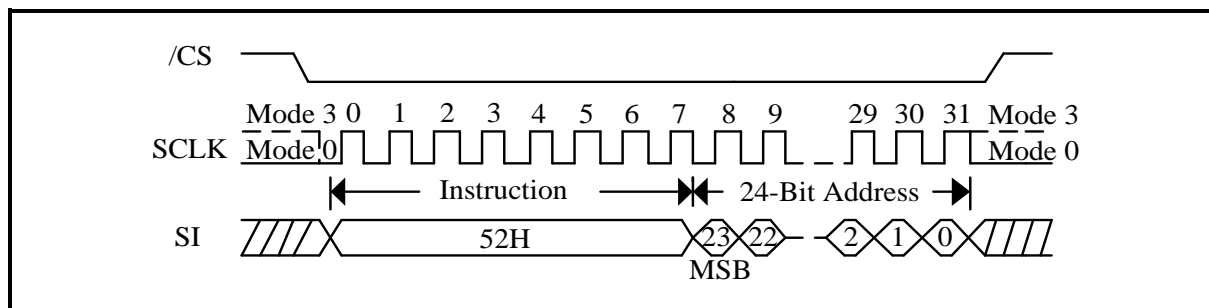 /CS
Mode 3 0 1 2 3 4 5 6 7 8 9 29 30 31 Mode 3
SCLK Mode 0 Mode 0
Instruction 24-Bit Address
SI 52H 23 22 2 1 0
MSB